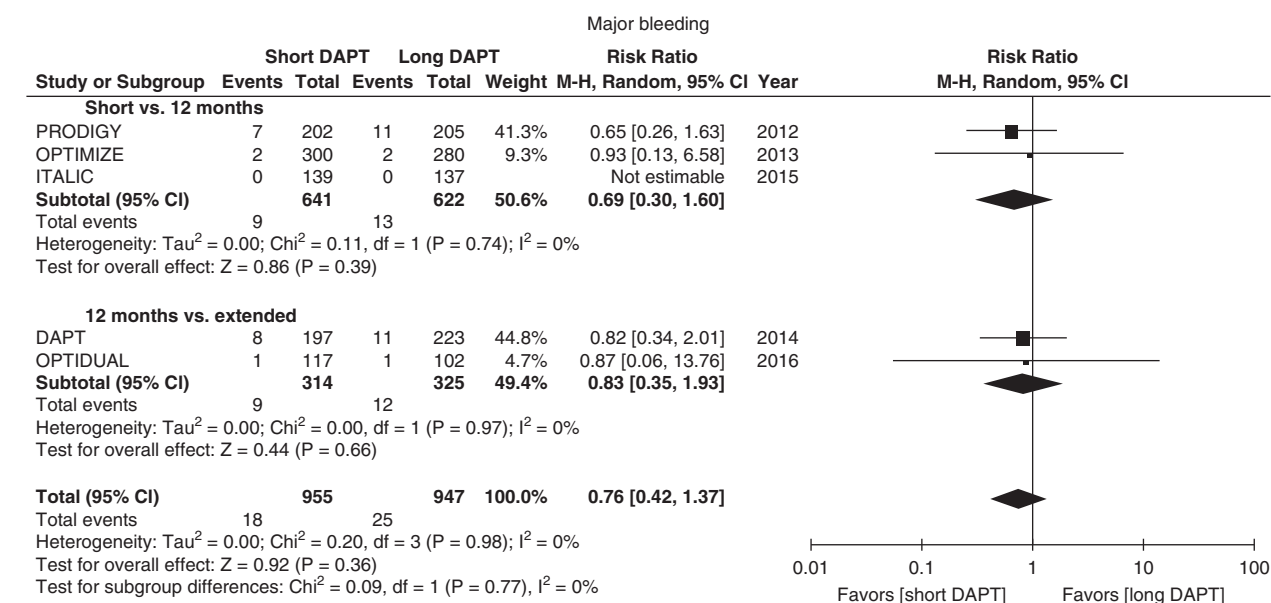 Major bleeding
Short DAPT Long DAPT Risk Ratio Risk Ratio
Study or Subgroup Events Total Events Total Weight M-H, Random, 95% CI Year M-H, Random, 95% CI
Short vs. 12 months
PRODIGY 7 202 11 205 41.3% 0.65 [0.26, 1.63] 2012
OPTIMIZE 2 300 2 280 9.3% 0.93 [0.13, 6.58] 2013
ITALIC 0 139 0 137 Not estimable 2015
Subtotal (95% CI) 641 622 50.6% 0.69 [0.30, 1.60]
Total events 9 13
Heterogeneity: Tau² = 0.00; Chi² = 0.11, df = 1 (P = 0.74); I² = 0%
Test for overall effect: Z = 0.86 (P = 0.39)
12 months vs. extended
DAPT 8 197 11 223 44.8% 0.82 [0.34, 2.01] 2014
OPTIDUAL 1 117 1 102 4.7% 0.87 [0.06, 13.76] 2016
Subtotal (95% CI) 314 325 49.4% 0.83 [0.35, 1.93]
Total events 9 12
Heterogeneity: Tau² = 0.00; Chi² = 0.00, df = 1 (P = 0.97); I² = 0%
Test for overall effect: Z = 0.44 (P = 0.66)
Total (95% CI) 955 947 100.0% 0.76 [0.42, 1.37]
Total events 18 25
Heterogeneity: Tau² = 0.00; Chi² = 0.20, df = 3 (P = 0.98); I² = 0%
Test for overall effect: Z = 0.92 (P = 0.36)
Test for subgroup differences: Chi² = 0.09, df = 1 (P = 0.77), I² = 0%
0.01 0.1 1 10 100
Favors [short DAPT] Favors [long DAPT]